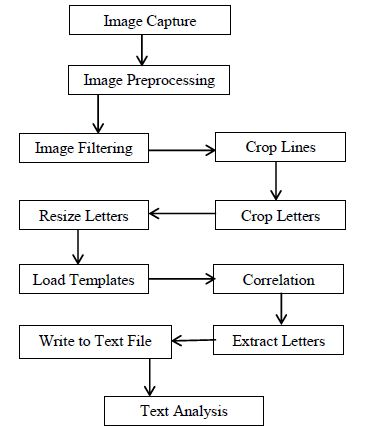 Image Capture
Image Preprocessing
Image Filtering
Crop Lines
Crop Letters
Resize Letters
Load Templates
Correlation
Extract Letters
Write to Text File
Text Analysis